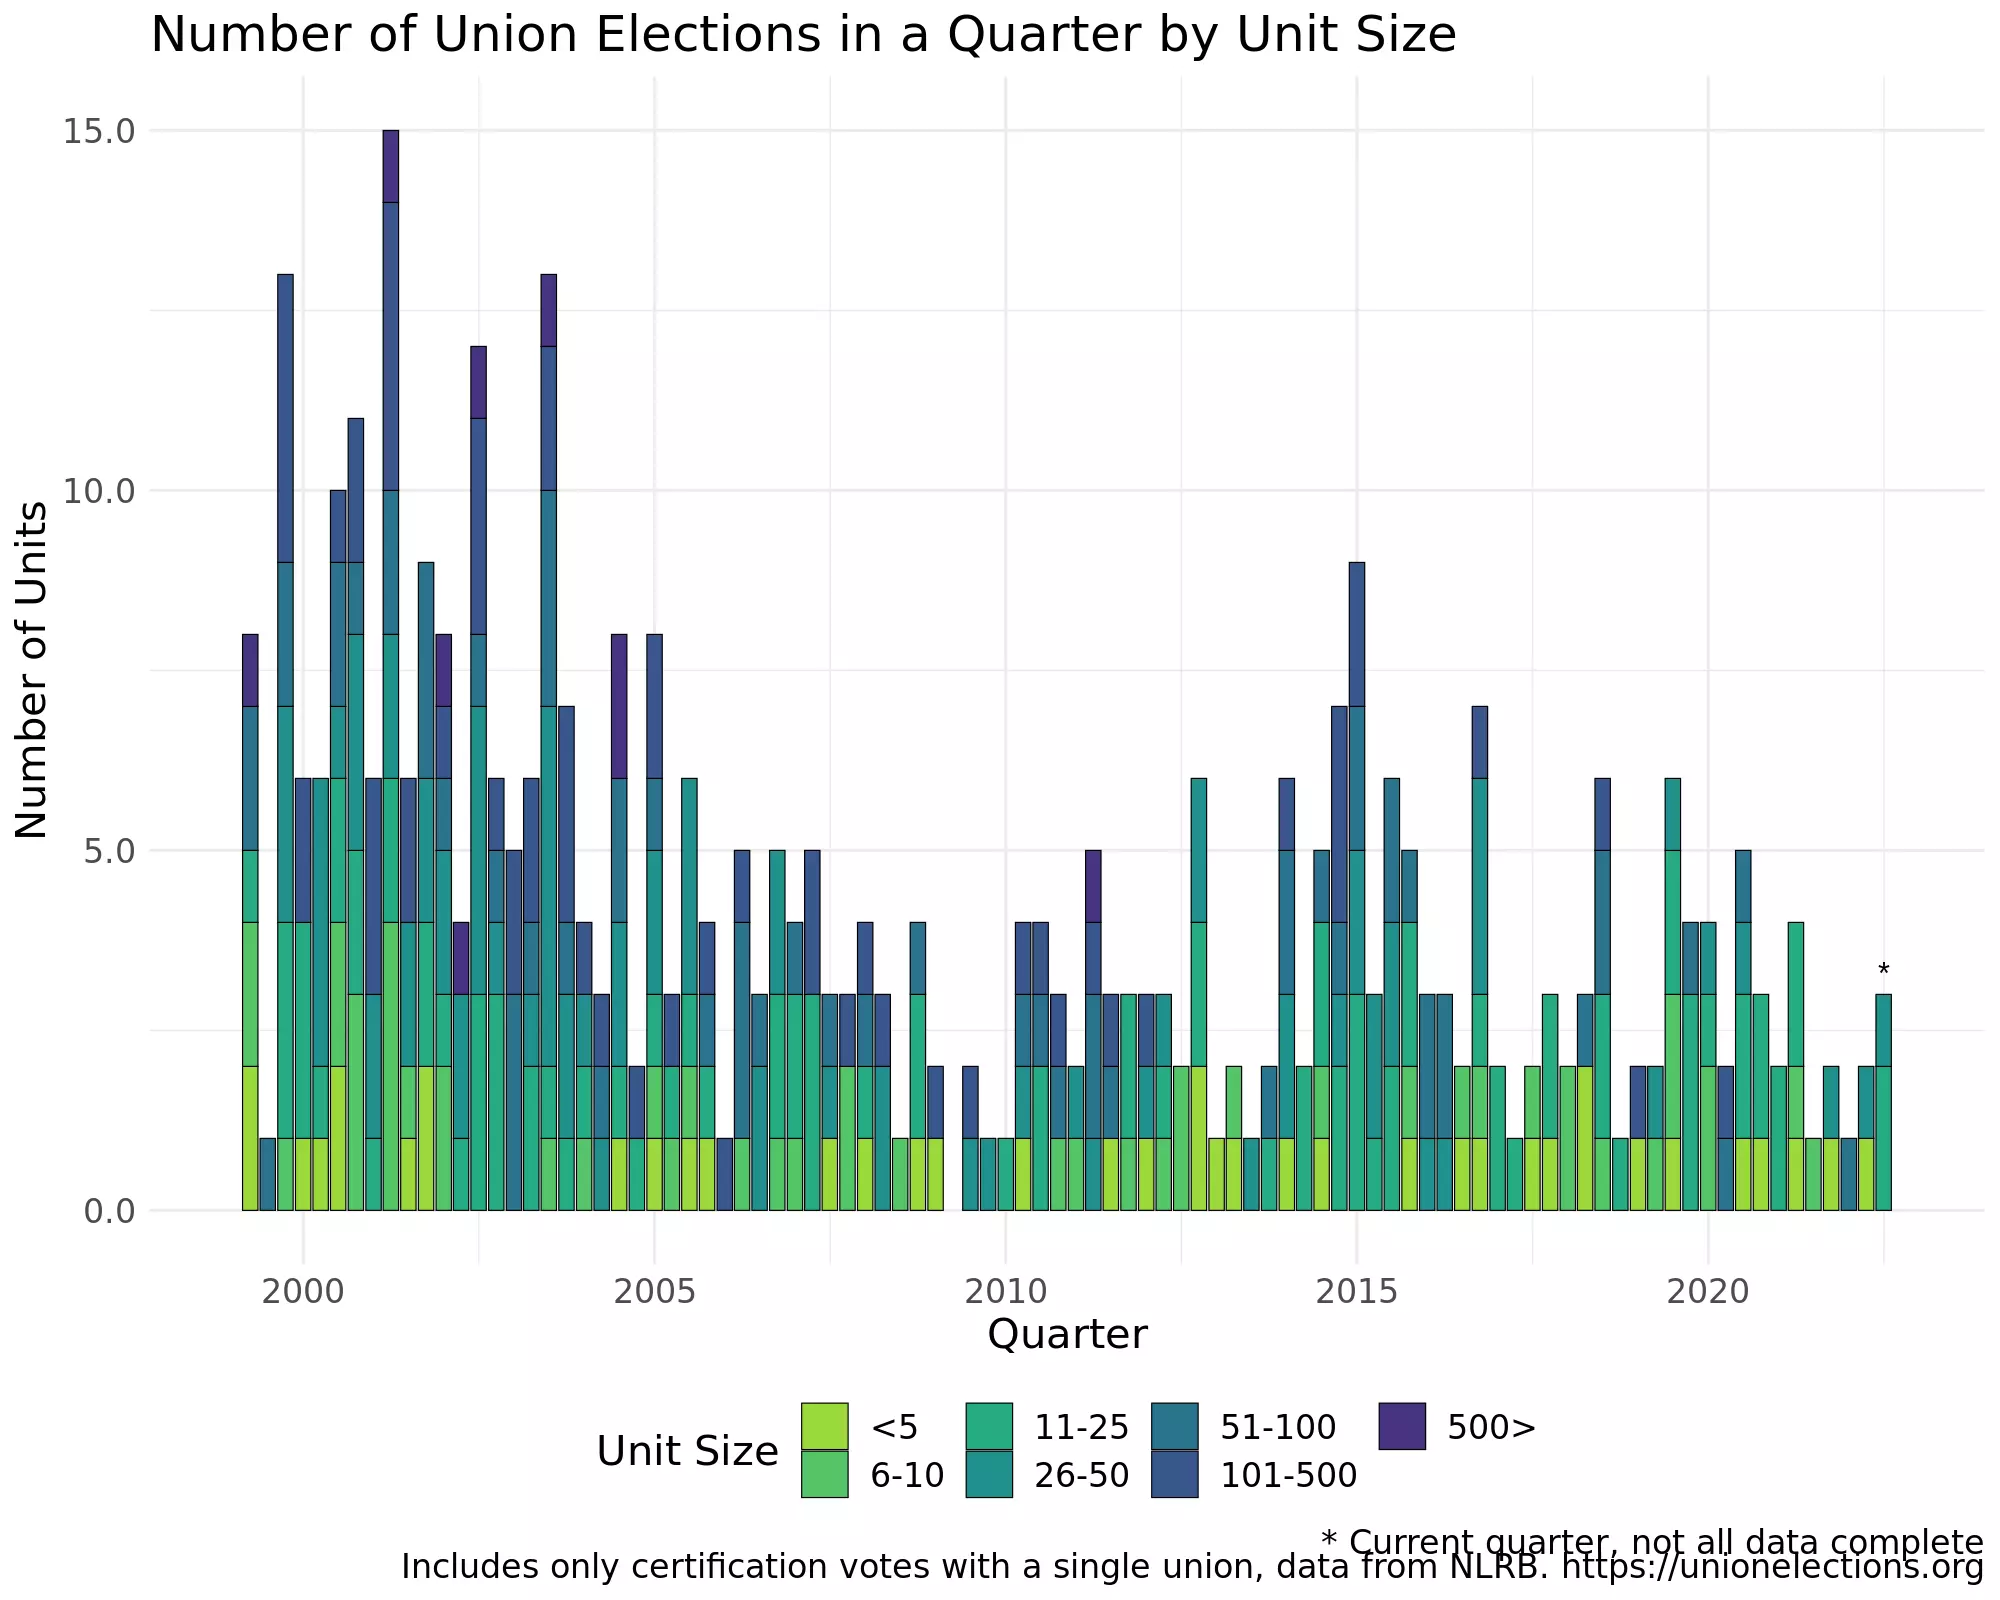 Number of Union Elections in a Quarter by Unit Size
Number of Units
15.0
10.0
5.0
0.0
*
2000 2005 2010 2015 2020
Quarter
Unit Size
<5 11-25 51-100 500>
6-10 26-50 101-500
* Current quarter, not all data complete
Includes only certification votes with a single union, data from NLRB. https://unionelections.org